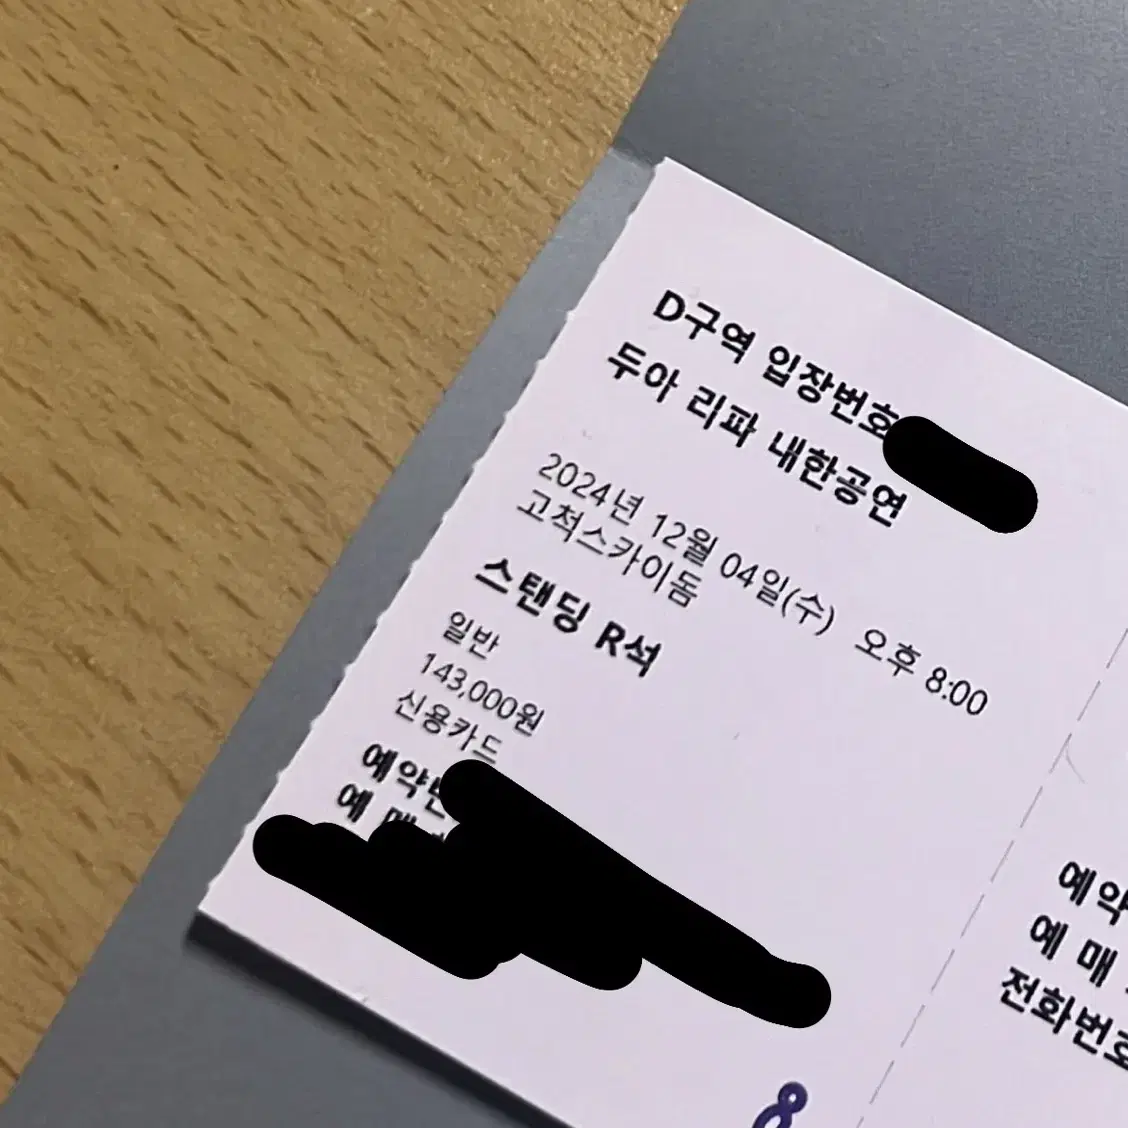 D구역 입장번호
두아 리파 내한공연
2024년 12월 04일(수) 오후 8:00
고척스카이돔
스탠딩 R석
일반
143,000원
신용카드
예약
예 매
예약
예 매
전화번호